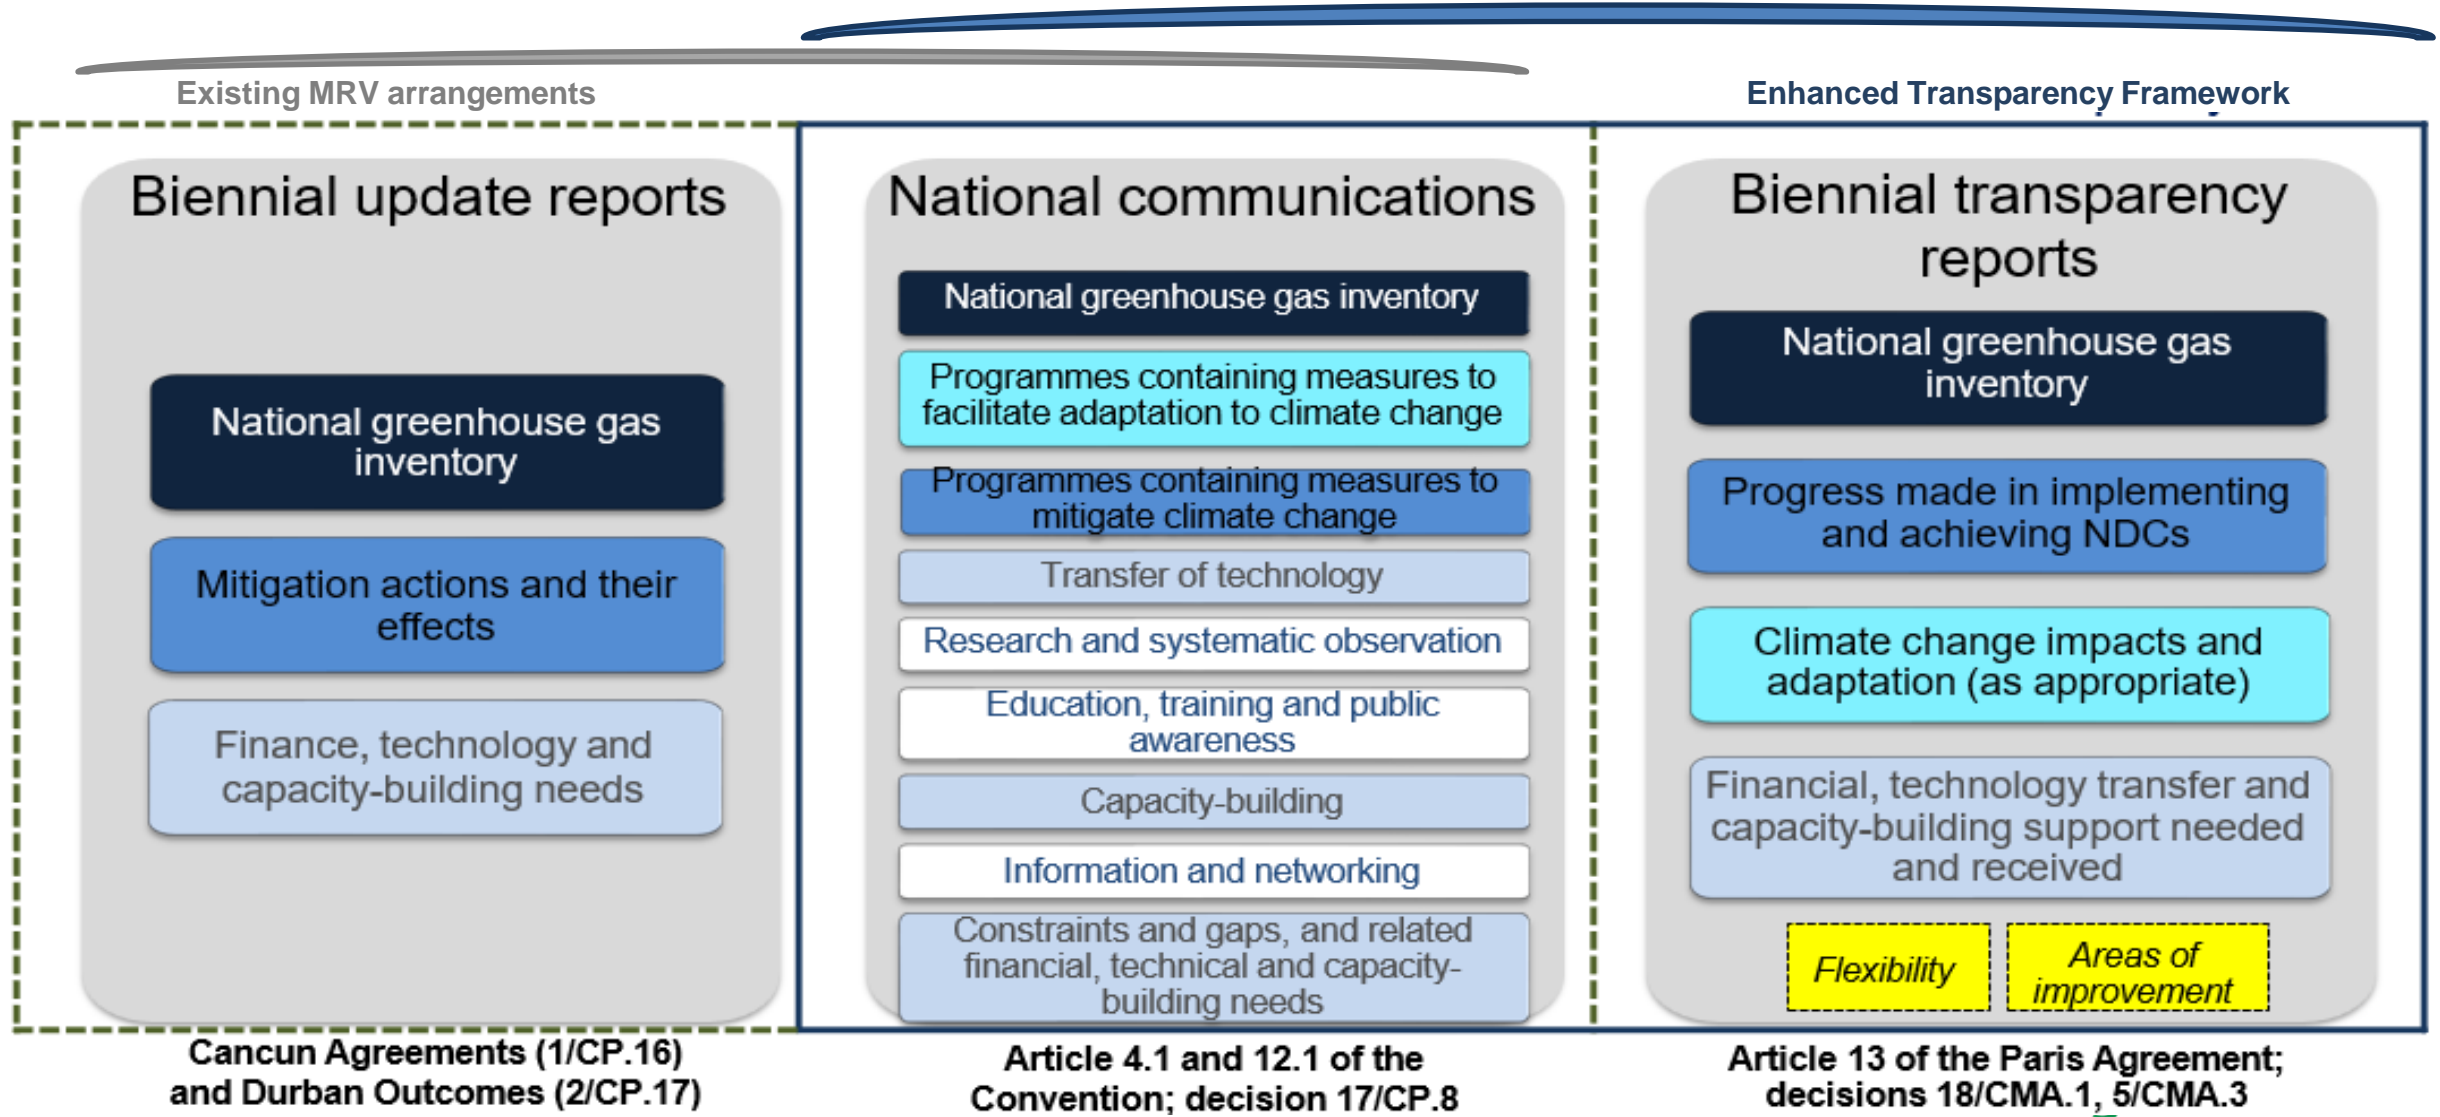 Existing MRV arrangements
Enhanced Transparency Framework
Biennial update reports
National greenhouse gas
inventory
Mitigation actions and their
effects
Finance, technology and
capacity-building needs
Cancun Agreements (1/CP.16)
and Durban Outcomes (2/CP.17)
National communications
National greenhouse gas inventory
Programmes containing measures to
facilitate adaptation to climate change
Programmes containing measures to
mitigate climate change
Transfer of technology
Research and systematic observation
Education, training and public
awareness
Capacity-building
Information and networking
Constraints and gaps, and related
financial, technical and capacity-
building needs
Article 4.1 and 12.1 of the
Convention; decision 17/CP.8
Biennial transparency
reports
National greenhouse gas
inventory
Progress made in implementing
and achieving NDCs
Climate change impacts and
adaptation (as appropriate)
Financial, technology transfer and
capacity-building support needed
and received
Flexibility
Areas of
improvement
Article 13 of the Paris Agreement;
decisions 18/CMA.1, 5/CMA.3